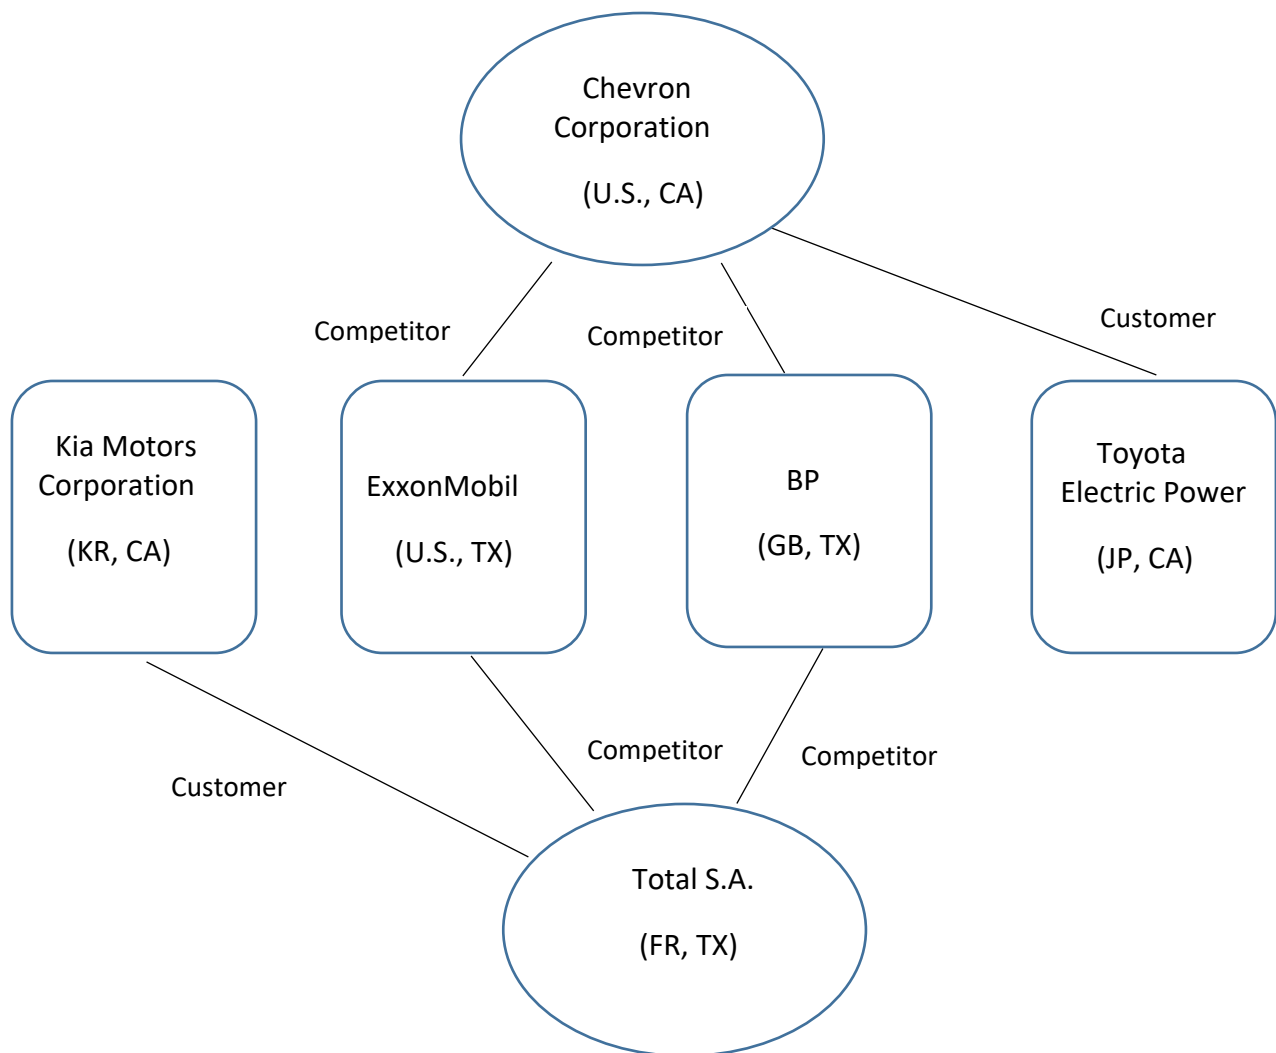 Chevron
Corporation
(U.S., CA)
Competitor
Competitor
Customer
Kia Motors
Corporation
(KR, CA)
ExxonMobil
(U.S., TX)
BP
(GB, TX)
Toyota
Electric Power
(JP, CA)
Competitor
Competitor
Customer
Total S.A.
(FR, TX)